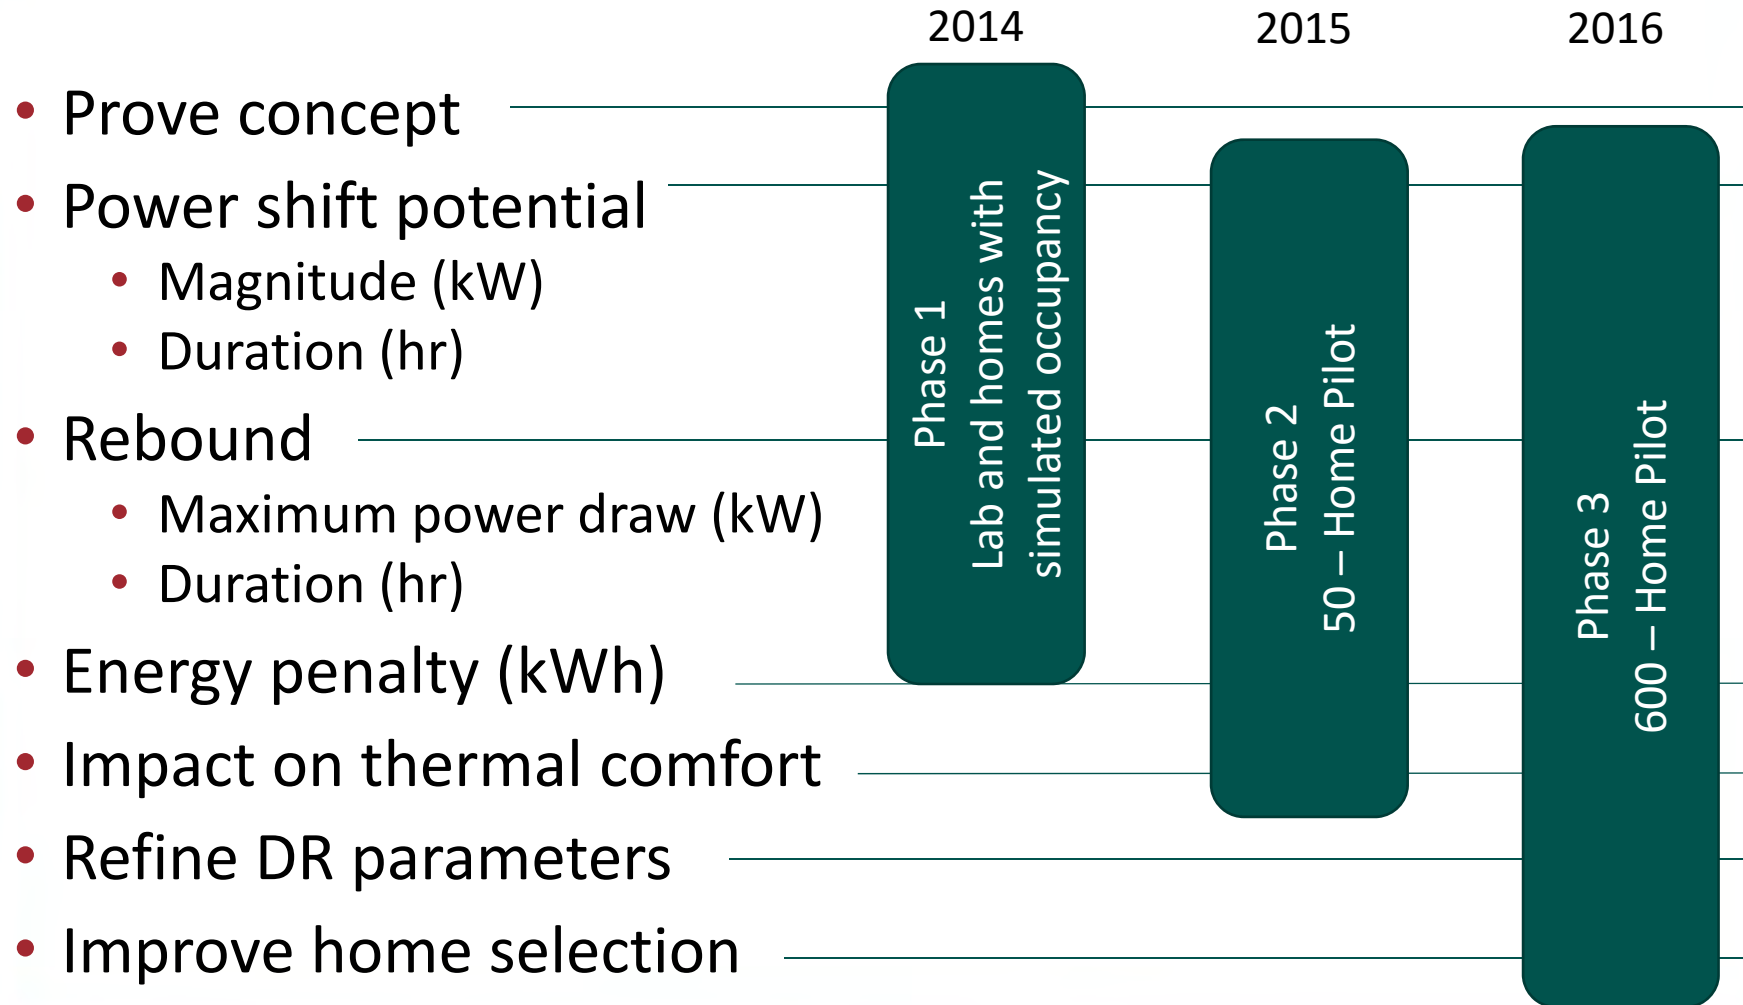 2014
2015
2016
• Prove concept
• Power shift potential
• Magnitude (kW)
• Duration (hr)
• Rebound
• Maximum power draw (kW)
• Duration (hr)
• Energy penalty (kWh)
• Impact on thermal comfort
• Refine DR parameters
• Improve home selection
Phase 1
Lab and homes with
simulated occupancy
Phase 2
50 – Home Pilot
Phase 3
600 – Home Pilot